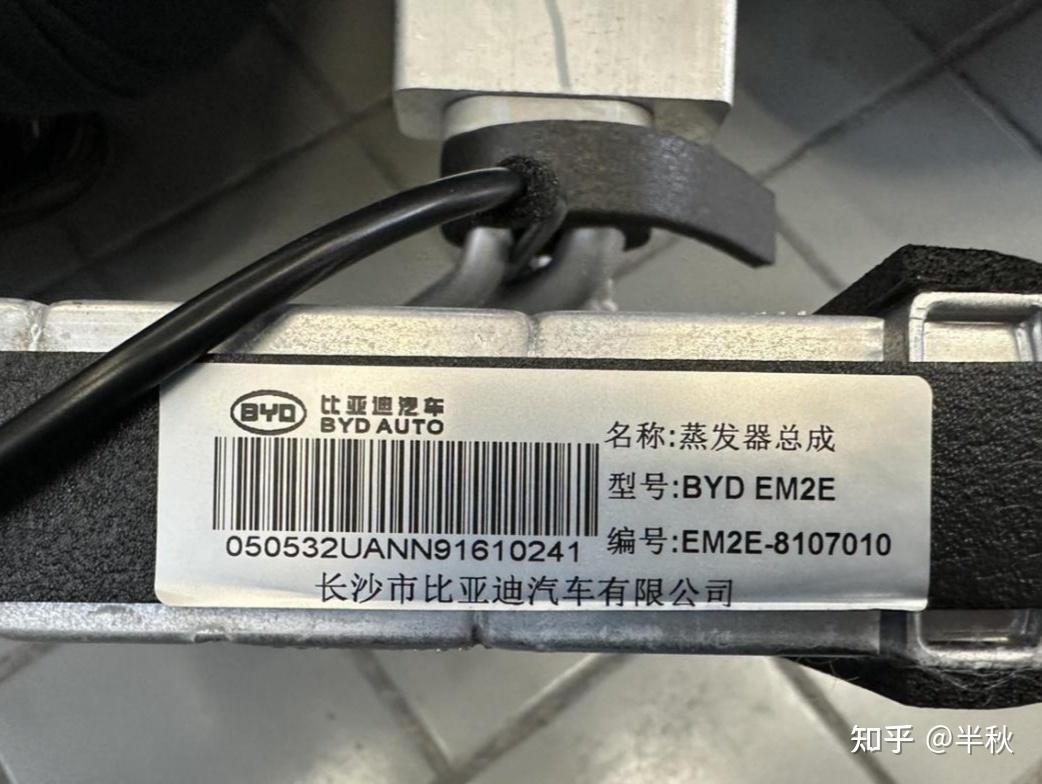 BYD 比亚迪汽车
BYD AUTO
050532UANN91610241
名称:蒸发器总成
型号:BYD EM2E
编号:EM2E-8107010
长沙市比亚迪汽车有限公司
知乎 @半秋